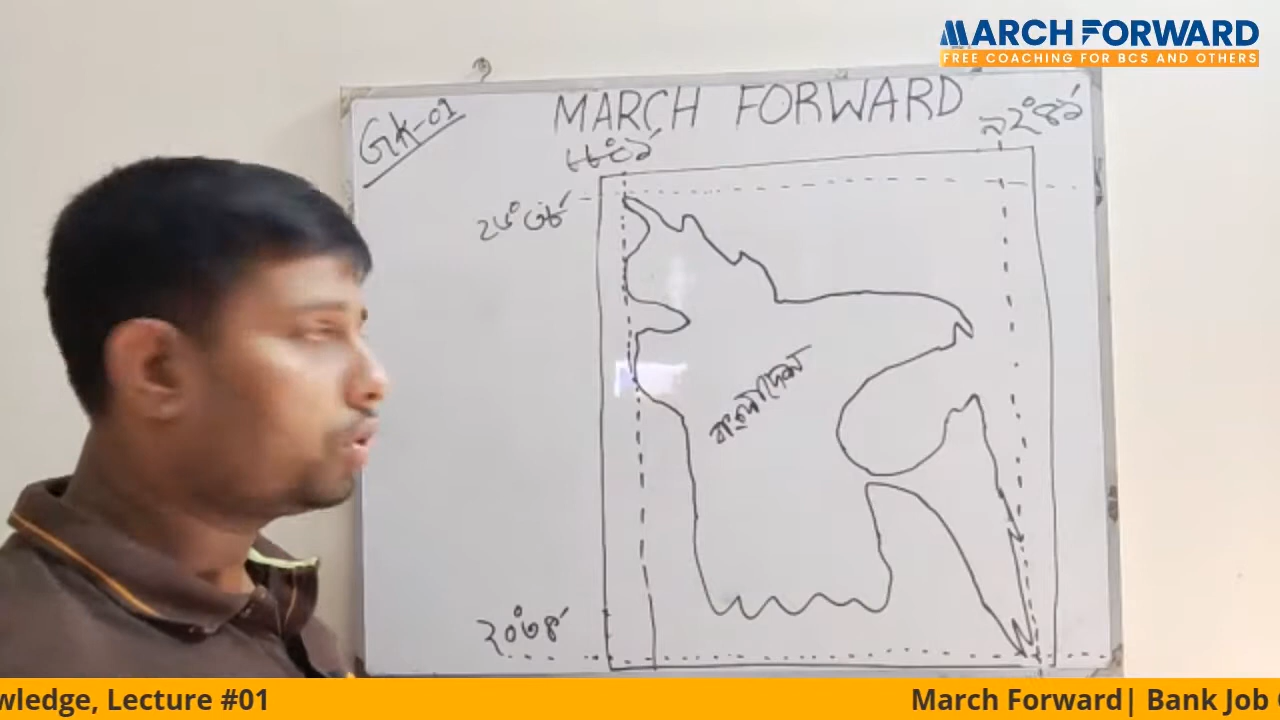 MARCH FORWARD
FREE COACHING FOR BCS AND OTHERS
GK-01
MARCH FORWARD
৮৮°০১′
৯২°৪১′
২৬°৩৮′
বাংলাদেশ
২০°৩৪′
wledge, Lecture #01
March Forward| Bank Job